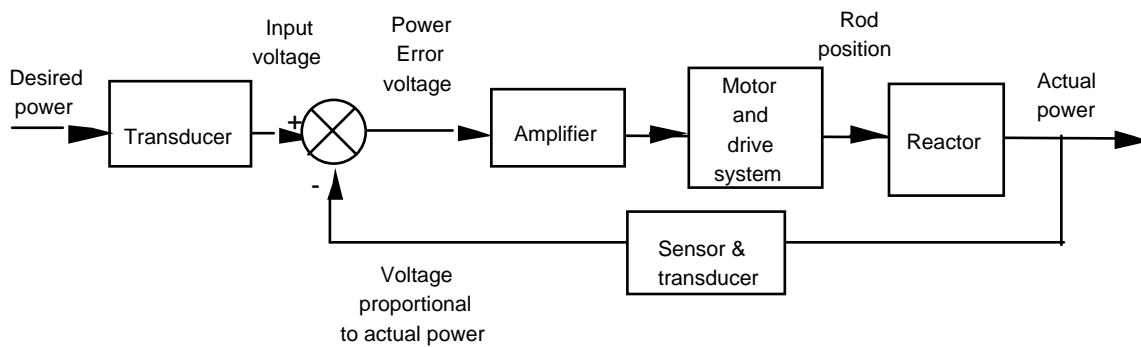 Desired
power
Transducer
Input
voltage
+
-
Power
Error
voltage
Amplifier
Motor
and
drive
system
Rod
position
Reactor
Actual
power
Sensor &
transducer
Voltage
proportional
to actual power